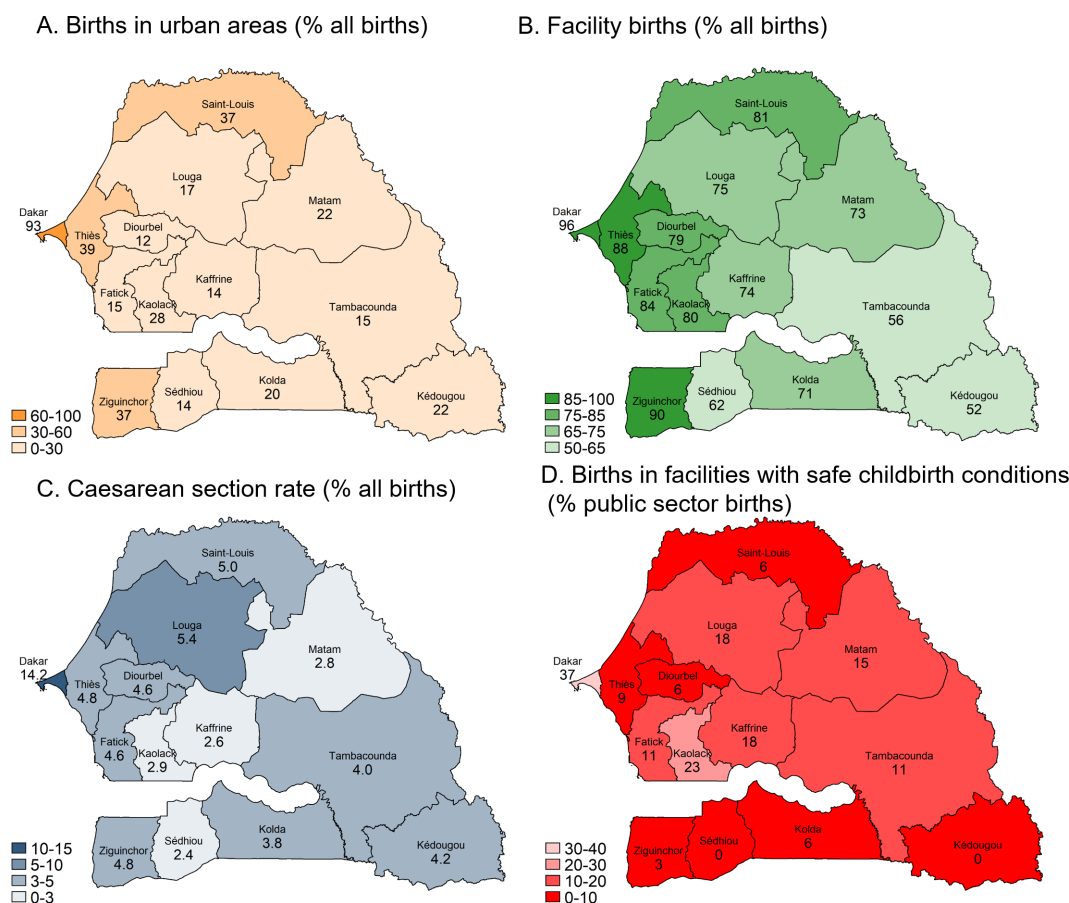 A. Births in urban areas (% all births)
Saint-Louis
37
Louga
17
Matam
22
Dakar
93
Thiès
39
Diourbel
12
Kaffrine
14
Fatick
15
Kaolack
28
Tambacounda
15
Ziguinchor
37
Sédhiou
14
Kolda
20
Kédougou
22
60-100
30-60
0-30
B. Facility births (% all births)
Saint-Louis
81
Louga
75
Matam
73
Dakar
96
Thiès
88
Diourbel
79
Kaffrine
74
Fatick
84
Kaolack
80
Tambacounda
56
Ziguinchor
90
Sédhiou
62
Kolda
71
Kédougou
52
85-100
75-85
65-75
50-65
C. Caesarean section rate (% all births)
Saint-Louis
5.0
Louga
5.4
Matam
2.8
Dakar
14.2
Thiès
4.8
Diourbel
4.6
Kaffrine
2.6
Fatick
4.6
Kaolack
2.9
Tambacounda
4.0
Ziguinchor
4.8
Sédhiou
2.4
Kolda
3.8
Kédougou
4.2
10-15
5-10
3-5
0-3
D. Births in facilities with safe childbirth conditions
(% public sector births)
Saint-Louis
6
Louga
18
Matam
15
Dakar
37
Thiès
9
Diourbel
6
Kaffrine
18
Fatick
11
Kaolack
23
Tambacounda
11
Ziguinchor
3
Sédhiou
0
Kolda
6
Kédougou
0
30-40
20-30
10-20
0-10